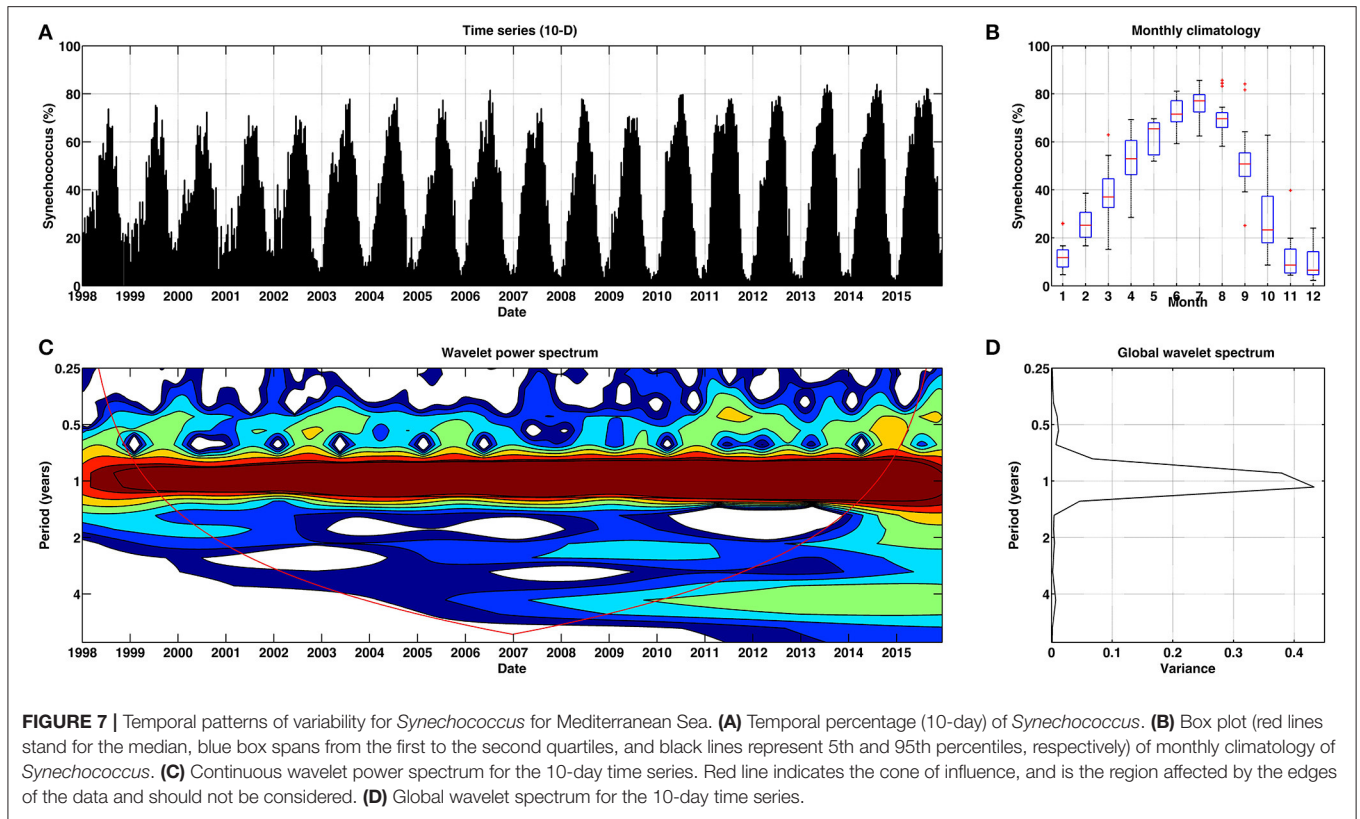 A
Time series (10-D)
Synechococcus (%)
100
80
60
40
20
0
1998 1999 2000 2001 2002 2003 2004 2005 2006 2007 2008 2009 2010 2011 2012 2013 2014 2015
Date
B
Monthly climatology
Synechococcus (%)
100
80
60
40
20
0
1 2 3 4 5 6 7 8 9 10 11 12
Month
C
Wavelet power spectrum
Period (years)
0.25
0.5
1
2
4
1998 1999 2000 2001 2002 2003 2004 2005 2006 2007 2008 2009 2010 2011 2012 2013 2014 2015
Date
D
Global wavelet spectrum
Period (years)
0.25
0.5
1
2
4
0 0.1 0.2 0.3 0.4
Variance
FIGURE 7 | Temporal patterns of variability for Synechococcus for Mediterranean Sea. (A) Temporal percentage (10-day) of Synechococcus. (B) Box plot (red lines
stand for the median, blue box spans from the first to the second quartiles, and black lines represent 5th and 95th percentiles, respectively) of monthly climatology of
Synechococcus. (C) Continuous wavelet power spectrum for the 10-day time series. Red line indicates the cone of influence, and is the region affected by the edges
of the data and should not be considered. (D) Global wavelet spectrum for the 10-day time series.